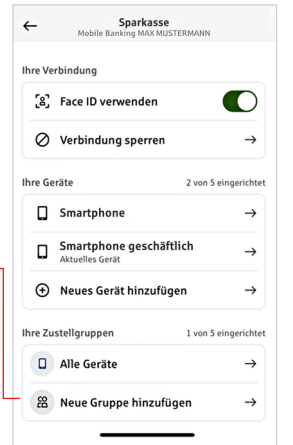 Sparkasse
Mobile Banking MAX MUSTERMANN
Ihre Verbindung
Face ID verwenden
Verbindung sperren
Ihre Geräte 2 von 5 eingerichtet
Smartphone
Smartphone geschäftlich
Aktuelles Gerät
Neues Gerät hinzufügen
Ihre Zustellgruppen 1 von 5 eingerichtet
Alle Geräte
Neue Gruppe hinzufügen